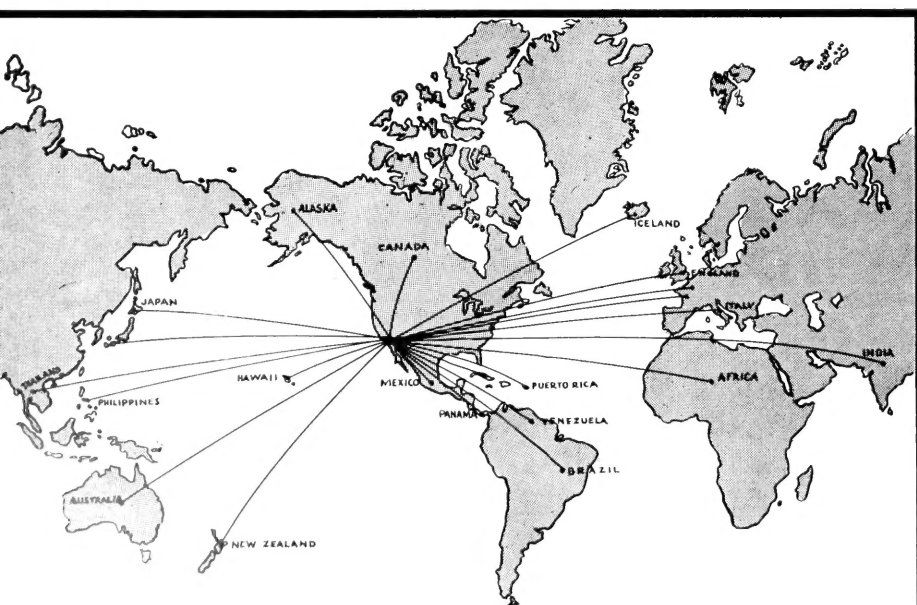 ALASKA
ICELAND
CANADA
ENGLAND
JAPAN
ITALY
INDIA
THAILAND
HAWAII
MEXICO
AFRICA
PUERTO RICA
PHILIPPINES
PANAMA
VENEZUELA
BRAZIL
AUSTRALIA
NEW ZEALAND